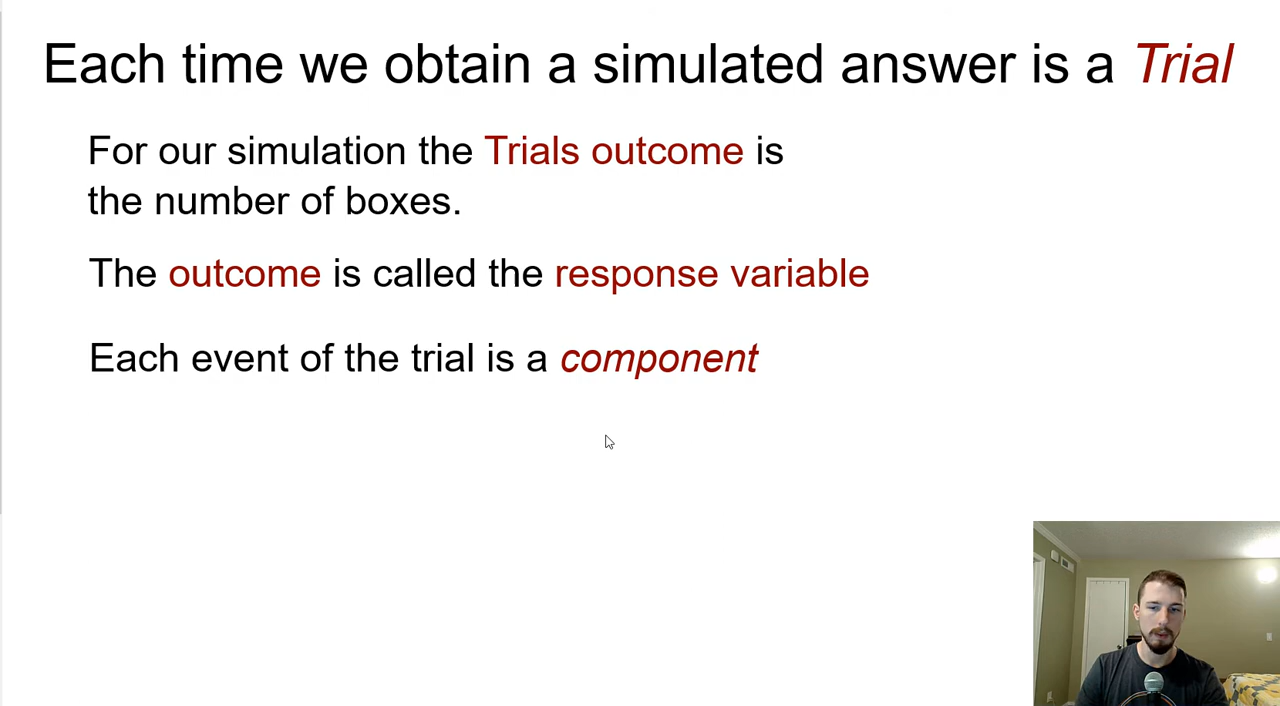 Each time we obtain a simulated answer is a Trial
For our simulation the Trials outcome is
the number of boxes.
The outcome is called the response variable
Each event of the trial is a component